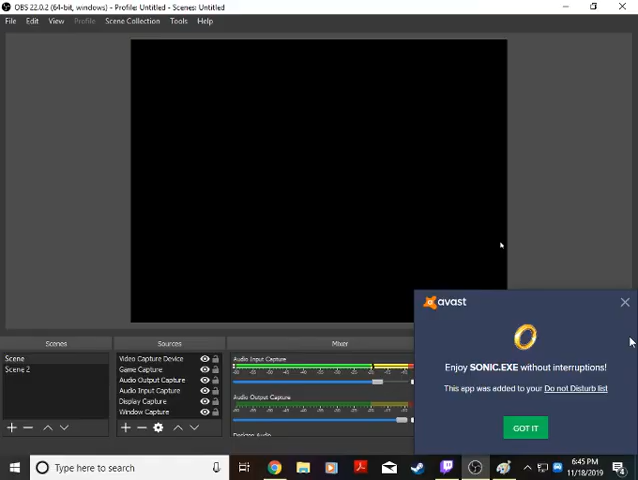 OBS 22.0.2 (64-bit, windows) - Profile: Untitled - Scenes: Untitled
File Edit View Profile Scene Collection Tools Help
avast
Enjoy SONIC.EXE without interruptions!
This app was added to your Do not Disturb list
GOT IT
Scenes
Scene
Scene 2
Sources
Video Capture Device
Game Capture
Audio Output Capture
Audio Input Capture
Display Capture
Window Capture
Mixer
Audio Input Capture
Audio Output Capture
Type here to search
6:45 PM
11/18/2019
4